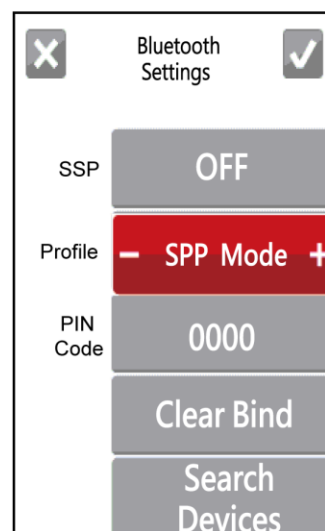 Bluetooth
Settings
SSP OFF
Profile - SPP Mode +
PIN
Code 0000
Clear Bind
Search
Devices